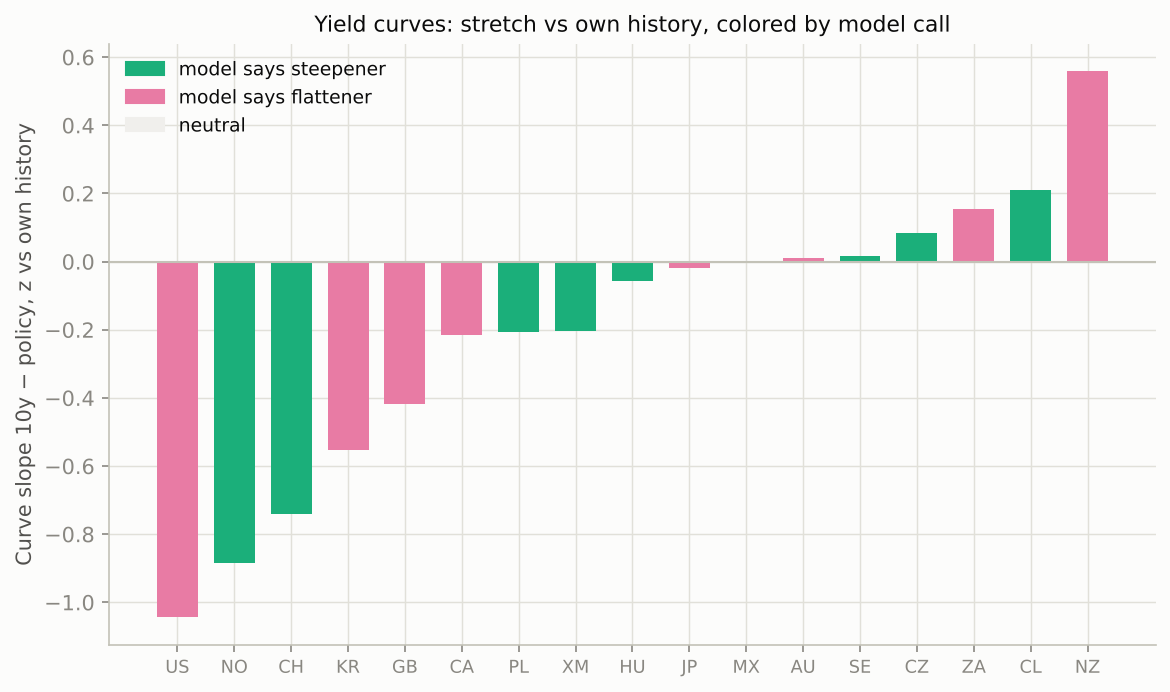 Yield curves: stretch vs own history, colored by model call
model says steepener
model says flattener
neutral
Curve slope 10y − policy, z vs own history
0.6
0.4
0.2
0.0
−0.2
−0.4
−0.6
−0.8
−1.0
US NO CH KR GB CA PL XM HU JP MX AU SE CZ ZA CL NZ